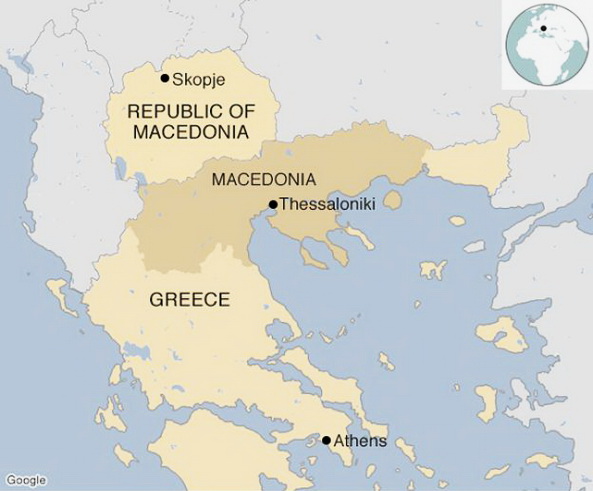 Skopje
REPUBLIC OF
MACEDONIA
MACEDONIA
Thessaloniki
GREECE
Athens
Google